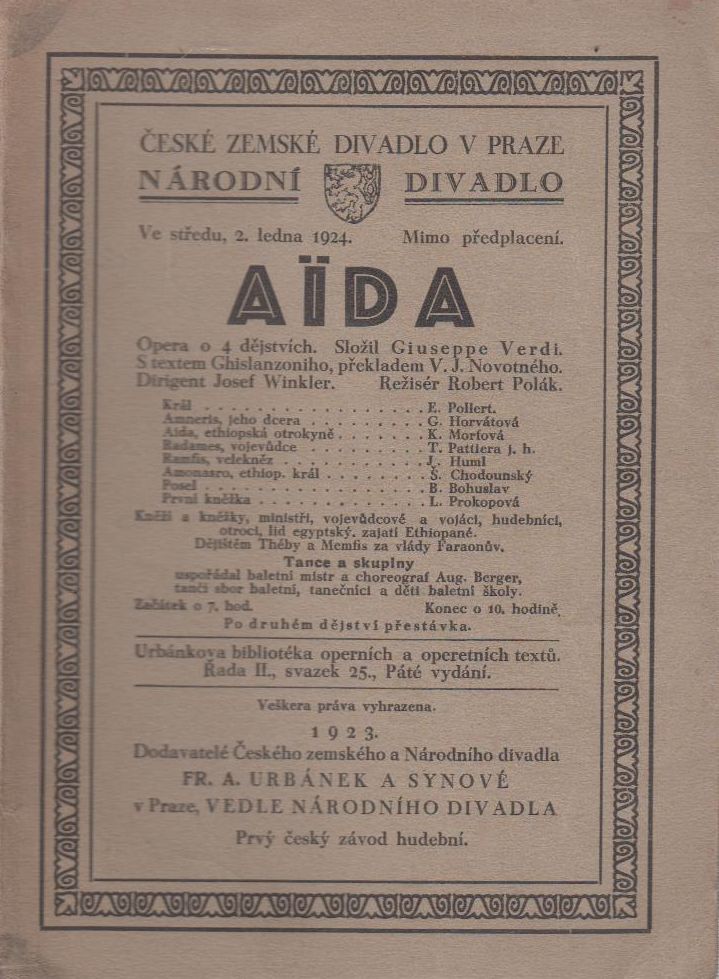 ČESKÉ ZEMSKÉ DIVADLO V PRAZE
NÁRODNÍ DIVADLO
Ve středu, 2. ledna 1924. Mimo předplacení.
AÏDA
Opera o 4 dějstvích. Složil Giuseppe Verdi.
S textem Ghislanzoniho, překladem V. J. Novotného.
Dirigent Josef Winkler. Režisér Robert Polák.
Král . . . . . . . . . . . . . . . . . . E. Pollert.
Amneris, jeho dcera . . . . . . . . . G. Horvátová
Aida, ethiopská otrokyně . . . . . . . K. Morfová
Radames, vojevůdce . . . . . . . . . T. Pattiera j. h.
Ramfis, velekněz . . . . . . . . . . . J. Huml
Amonasro, ethiop. král . . . . . . . . Š. Chodounský
Posel . . . . . . . . . . . . . . . . . B. Bohuslav
První kněžka . . . . . . . . . . . . . L. Prokopová
Kněží a kněžky, ministři, vojevůdcové a vojáci, hudebníci,
otroci, lid egyptský. zajatí Ethiopané.
Dějištěm Théby a Memfis za vlády Faraonův.
Tance a skupiny
uspořádal baletní mistr a choreograf Aug. Berger,
tančí sbor baletní, tanečníci a děti baletní školy.
Začátek o 7. hod. Konec o 10. hodině.
Po druhém dějství přestávka.
Urbánkova bibliotéka operních a operetních textů.
Řada II., svazek 25., Páté vydání.
Veškera práva vyhrazena.
1923.
Dodavatelé Českého zemského a Národního divadla
FR. A. URBÁNEK A SYNOVÉ
v Praze, VEDLE NÁRODNÍHO DIVADLA
Prvý český závod hudební.